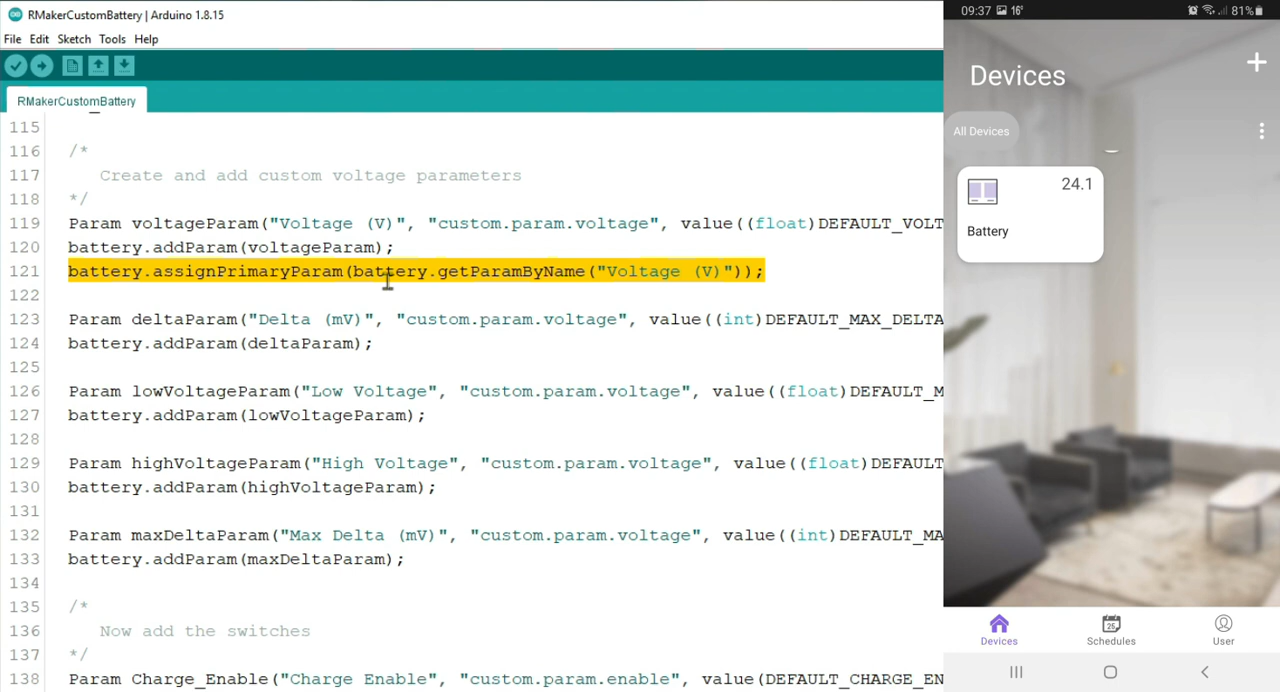 RMakerCustomBattery | Arduino 1.8.15
File Edit Sketch Tools Help
RMakerCustomBattery
115
116 /*
117 Create and add custom voltage parameters
118 */
119 Param voltageParam("Voltage (V)", "custom.param.voltage", value((float)DEFAULT_VOLT
120 battery.addParam(voltageParam);
121 battery.assignPrimaryParam(battery.getParamByName("Voltage (V)"));
122
123 Param deltaParam("Delta (mV)", "custom.param.voltage", value((int)DEFAULT_MAX_DELTA
124 battery.addParam(deltaParam);
125
126 Param lowVoltageParam("Low Voltage", "custom.param.voltage", value((float)DEFAULT_M
127 battery.addParam(lowVoltageParam);
128
129 Param highVoltageParam("High Voltage", "custom.param.voltage", value((float)DEFAULT
130 battery.addParam(highVoltageParam);
131
132 Param maxDeltaParam("Max Delta (mV)", "custom.param.voltage", value((int)DEFAULT_MA
133 battery.addParam(maxDeltaParam);
134
135 /*
136 Now add the switches
137 */
138 Param Charge_Enable("Charge Enable", "custom.param.enable", value(DEFAULT_CHARGE_EN
09:37 16° 81%
Devices
All Devices
24.1
Battery
25
Devices Schedules User